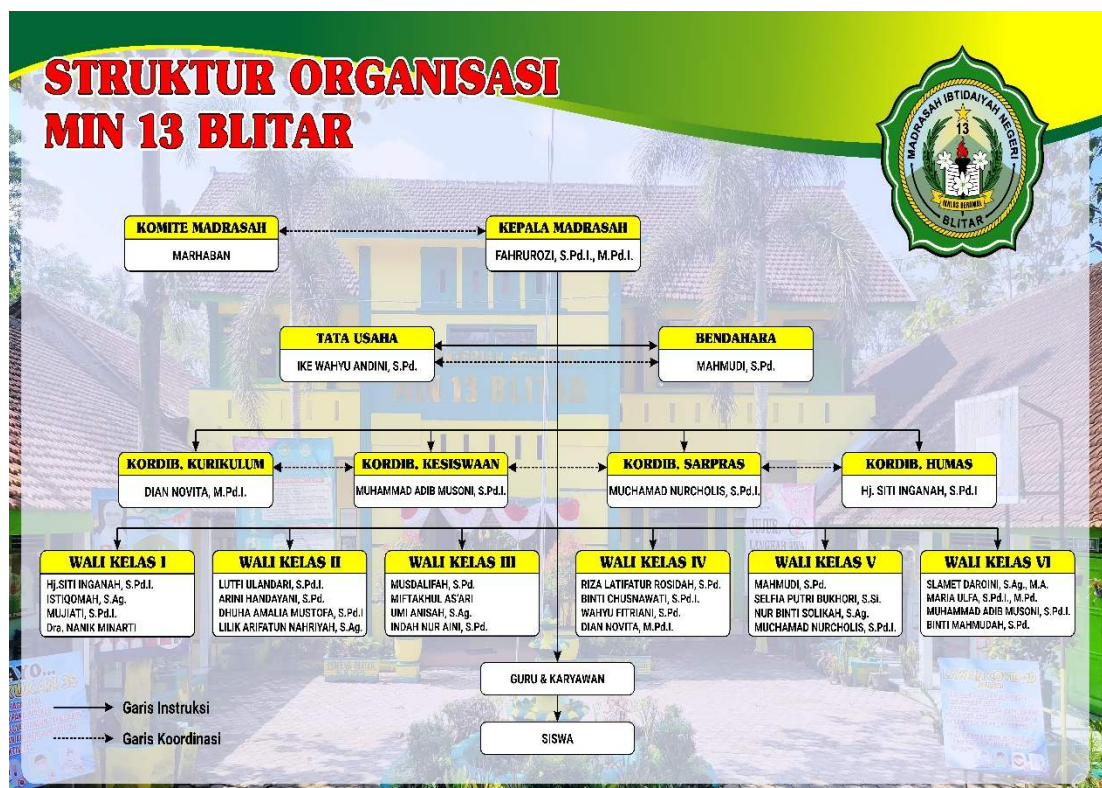 STRUKTUR ORGANISASI
MIN 13 BLITAR
MADRASAH IBTIDAIYAH NEGERI
13
IKHLAS BERAMAL
BLITAR
KOMITE MADRASAH
MARHABAN
KEPALA MADRASAH
FAHRUROZI, S.Pd.I., M.Pd.I.
TATA USAHA
IKE WAHYU ANDINI, S.Pd.
BENDAHARA
MAHMUDI, S.Pd.
MIN 13 BLITAR
KORDIB. KURIKULUM
DIAN NOVITA, M.Pd.I.
KORDIB. KESISWAAN
MUHAMMAD ADIB MUSONI, S.Pd.I.
KORDIB. SARPRAS
MUCHAMAD NURCHOLIS, S.Pd.I.
KORDIB. HUMAS
Hj. SITI INGANAH, S.Pd.I
WALI KELAS I
Hj.SITI INGANAH, S.Pd.I.
ISTIQOMAH, S.Ag.
MUJIATI, S.Pd.I.
Dra. NANIK MINARTI
WALI KELAS II
LUTFI ULANDARI, S.Pd.I.
ARINI HANDAYANI, S.Pd.
DHUHA AMALIA MUSTOFA, S.Pd.I
LILIK ARIFATUN NAHRIYAH, S.Ag.
WALI KELAS III
MUSDALIFAH, S.Pd.
MIFTAKHUL AS'ARI
UMI ANISAH, S.Ag.
INDAH NUR AINI, S.Pd.
WALI KELAS IV
RIZA LATIFATUR ROSIDAH, S.Pd.
BINTI CHUSNAWATI, S.Pd.I.
WAHYU FITRIANI, S.Pd.
DIAN NOVITA, M.Pd.I.
WALI KELAS V
MAHMUDI, S.Pd.
SELFIA PUTRI BUKHORI, S.Si.
NUR BINTI SOLIKAH, S.Ag.
MUCHAMAD NURCHOLIS, S.Pd.I.
WALI KELAS VI
SLAMET DAROINI, S.Ag., M.A.
MARIA ULFA, S.Pd.I., M.Pd.
MUHAMMAD ADIB MUSONI, S.Pd.I.
BINTI MAHMUDAH, S.Pd.
GURU & KARYAWAN
SISWA
Garis Instruksi
Garis Koordinasi